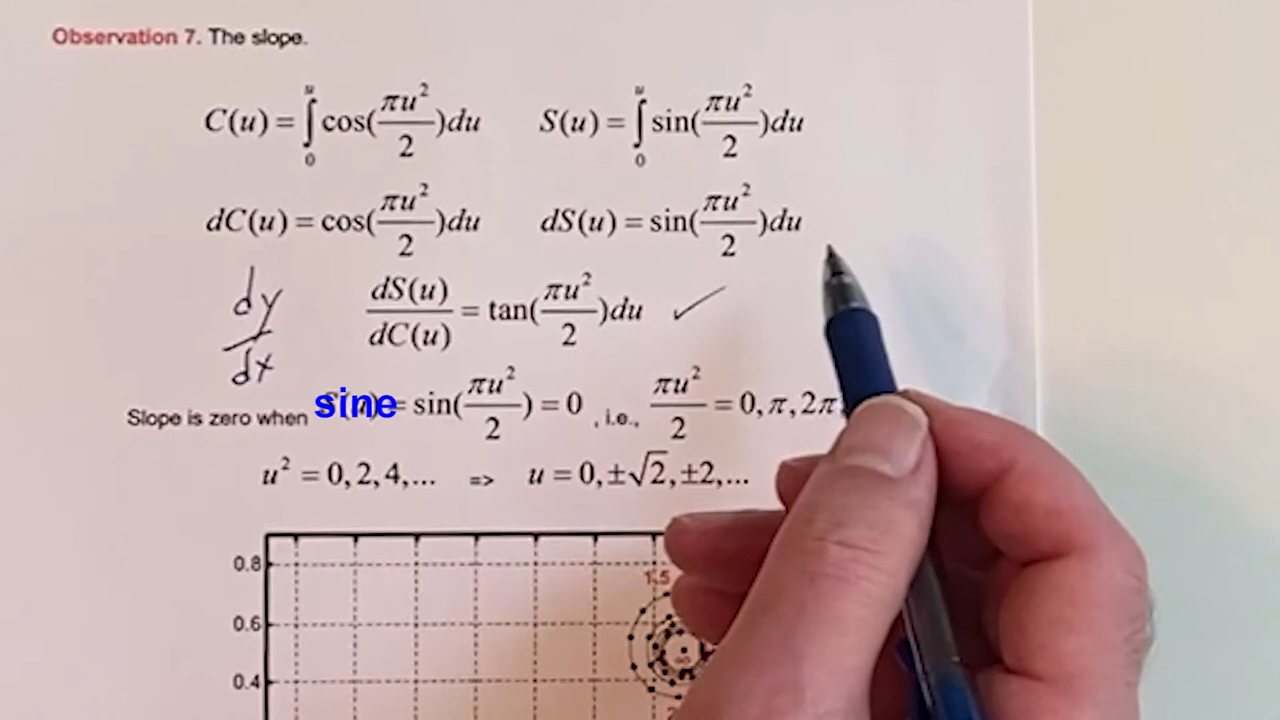 Observation 7. The slope.
C(u) = ∫₀ᵘ cos(πu²/2)du S(u) = ∫₀ᵘ sin(πu²/2)du
dC(u) = cos(πu²/2)du dS(u) = sin(πu²/2)du
dy/dx dS(u)/dC(u) = tan(πu²/2)du ✓
Slope is zero when sine = sin(πu²/2) = 0 , i.e., πu²/2 = 0, π, 2π
u² = 0, 2, 4, ... => u = 0, ±√2, ±2, ...
0.8
1.5
0.6
0.4